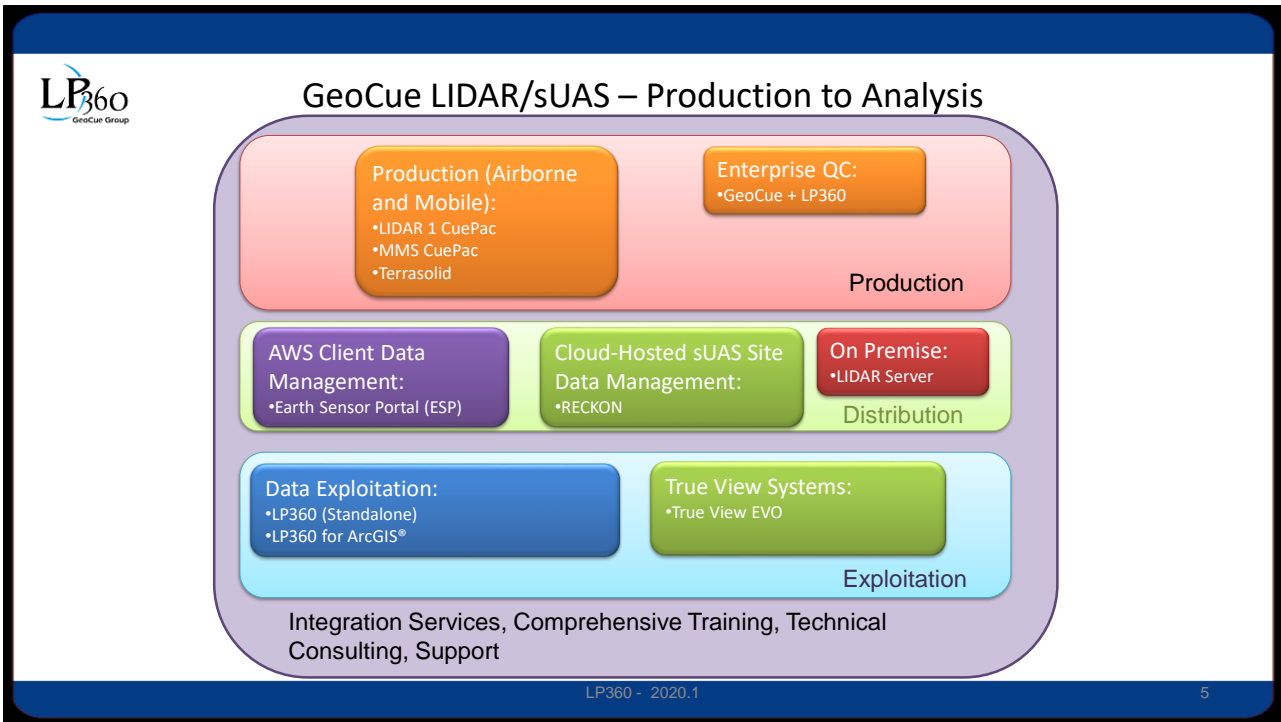 LP360
GeoCue Group
GeoCue LIDAR/sUAS – Production to Analysis
Production (Airborne
and Mobile):
•LIDAR 1 CuePac
•MMS CuePac
•Terrasolid
Enterprise QC:
•GeoCue + LP360
Production
AWS Client Data
Management:
•Earth Sensor Portal (ESP)
Cloud-Hosted sUAS Site
Data Management:
•RECKON
On Premise:
•LIDAR Server
Distribution
Data Exploitation:
•LP360 (Standalone)
•LP360 for ArcGIS®
True View Systems:
•True View EVO
Exploitation
Integration Services, Comprehensive Training, Technical
Consulting, Support
LP360 - 2020.1
5